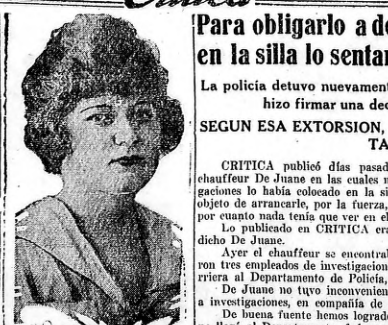 Crítica
Para obligarlo a de
en la silla lo sentar
La policía detuvo nuevament
hizo firmar una dec
SEGUN ESA EXTORSION,
TA
CRITICA publicó días pasad
chauffeur De Juane en las cuales
gaciones lo había colocado en la si
objeto de arrancarle, por la fuerza,
por cuanto nada tenía que ver en el
Lo publicado en CRITICA era
dicho De Juane.
Ayer el chauffeur se encontral
ron tres empleados de investigacion
rriera al Departamento de Policía,
De Juane no tuvo inconvenien
a investigaciones, en compañía de
De buena fuente hemos lograd